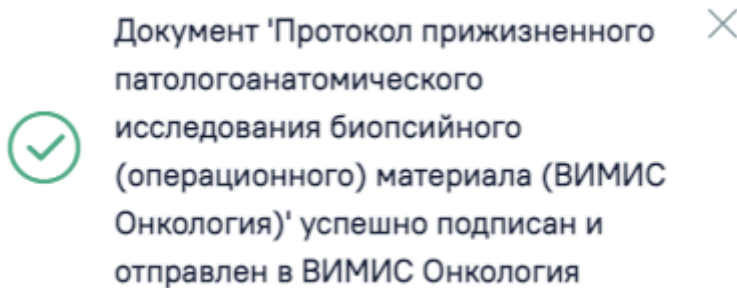 Документ 'Протокол прижизненного
патологоанатомического
исследования биопсийного
(операционного) материала (ВИМИС
Онкология)' успешно подписан и
отправлен в ВИМИС Онкология